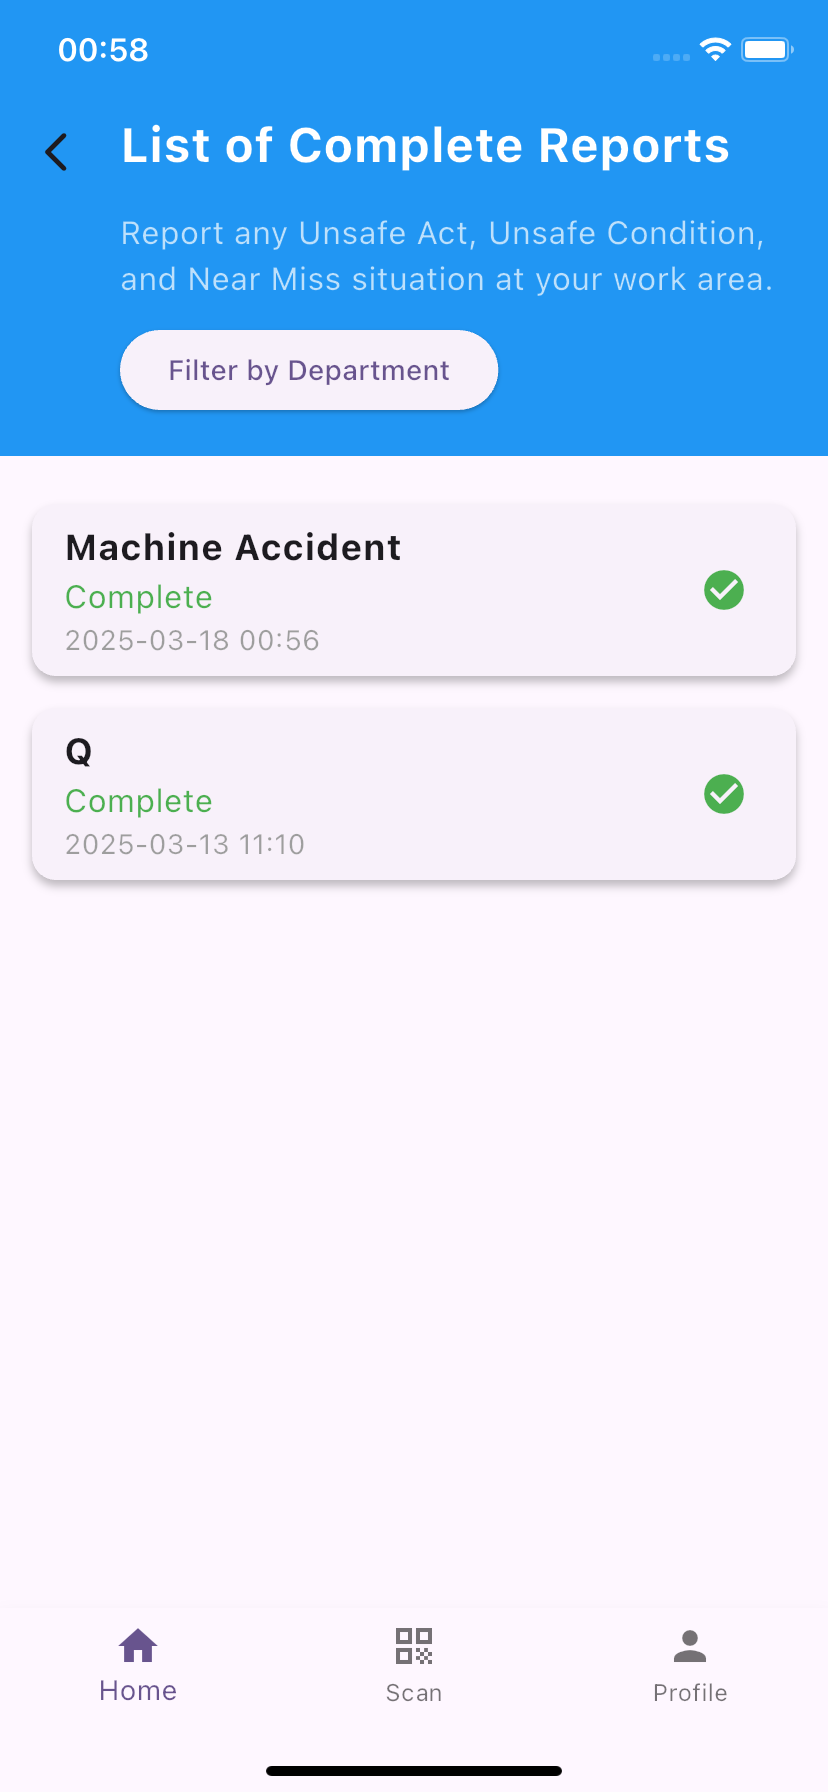 00:58
List of Complete Reports
Report any Unsafe Act, Unsafe Condition,
and Near Miss situation at your work area.
Filter by Department
Machine Accident
Complete
2025-03-18 00:56
Q
Complete
2025-03-13 11:10
Home
Scan
Profile